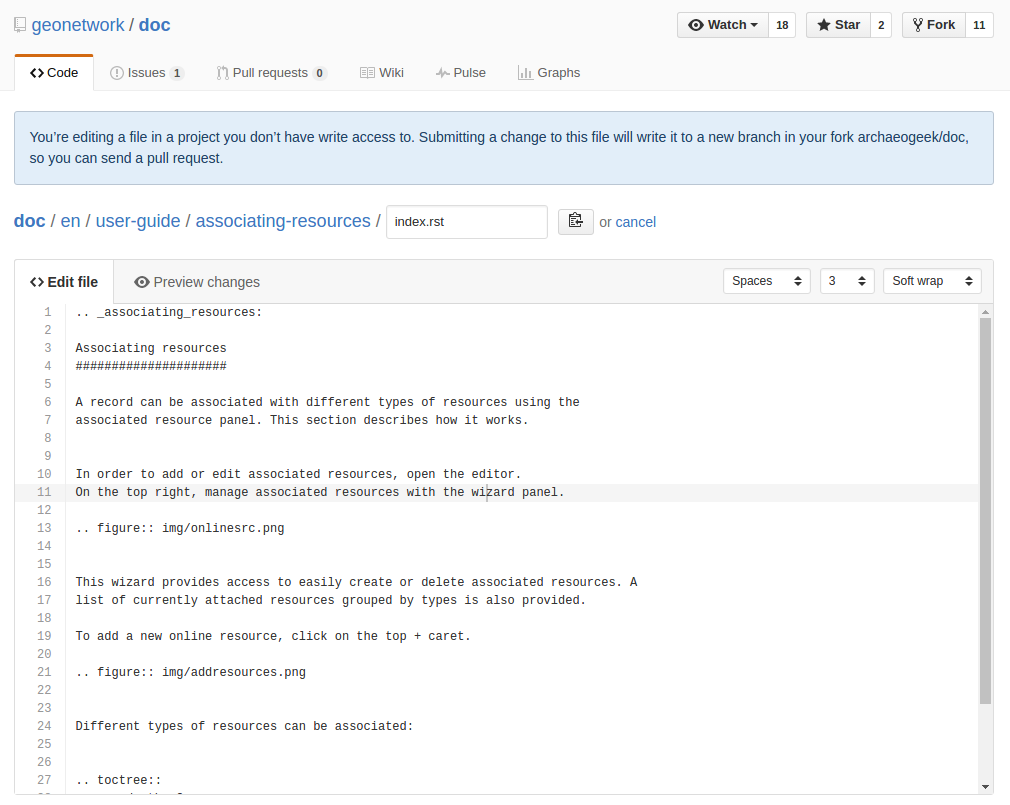 geonetwork / doc
Watch 18 Star 2 Fork 11
Code Issues 1 Pull requests 0 Wiki Pulse Graphs
You’re editing a file in a project you don’t have write access to. Submitting a change to this file will write it to a new branch in your fork archaeogeek/doc,
so you can send a pull request.
doc / en / user-guide / associating-resources / index.rst or cancel
<> Edit file Preview changes Spaces 3 Soft wrap
1 .. _associating_resources:
2
3 Associating resources
4 #####################
5
6 A record can be associated with different types of resources using the
7 associated resource panel. This section describes how it works.
8
9
10 In order to add or edit associated resources, open the editor.
11 On the top right, manage associated resources with the wizard panel.
12
13 .. figure:: img/onlinesrc.png
14
15
16 This wizard provides access to easily create or delete associated resources. A
17 list of currently attached resources grouped by types is also provided.
18
19 To add a new online resource, click on the top + caret.
20
21 .. figure:: img/addresources.png
22
23
24 Different types of resources can be associated:
25
26
27 .. toctree::